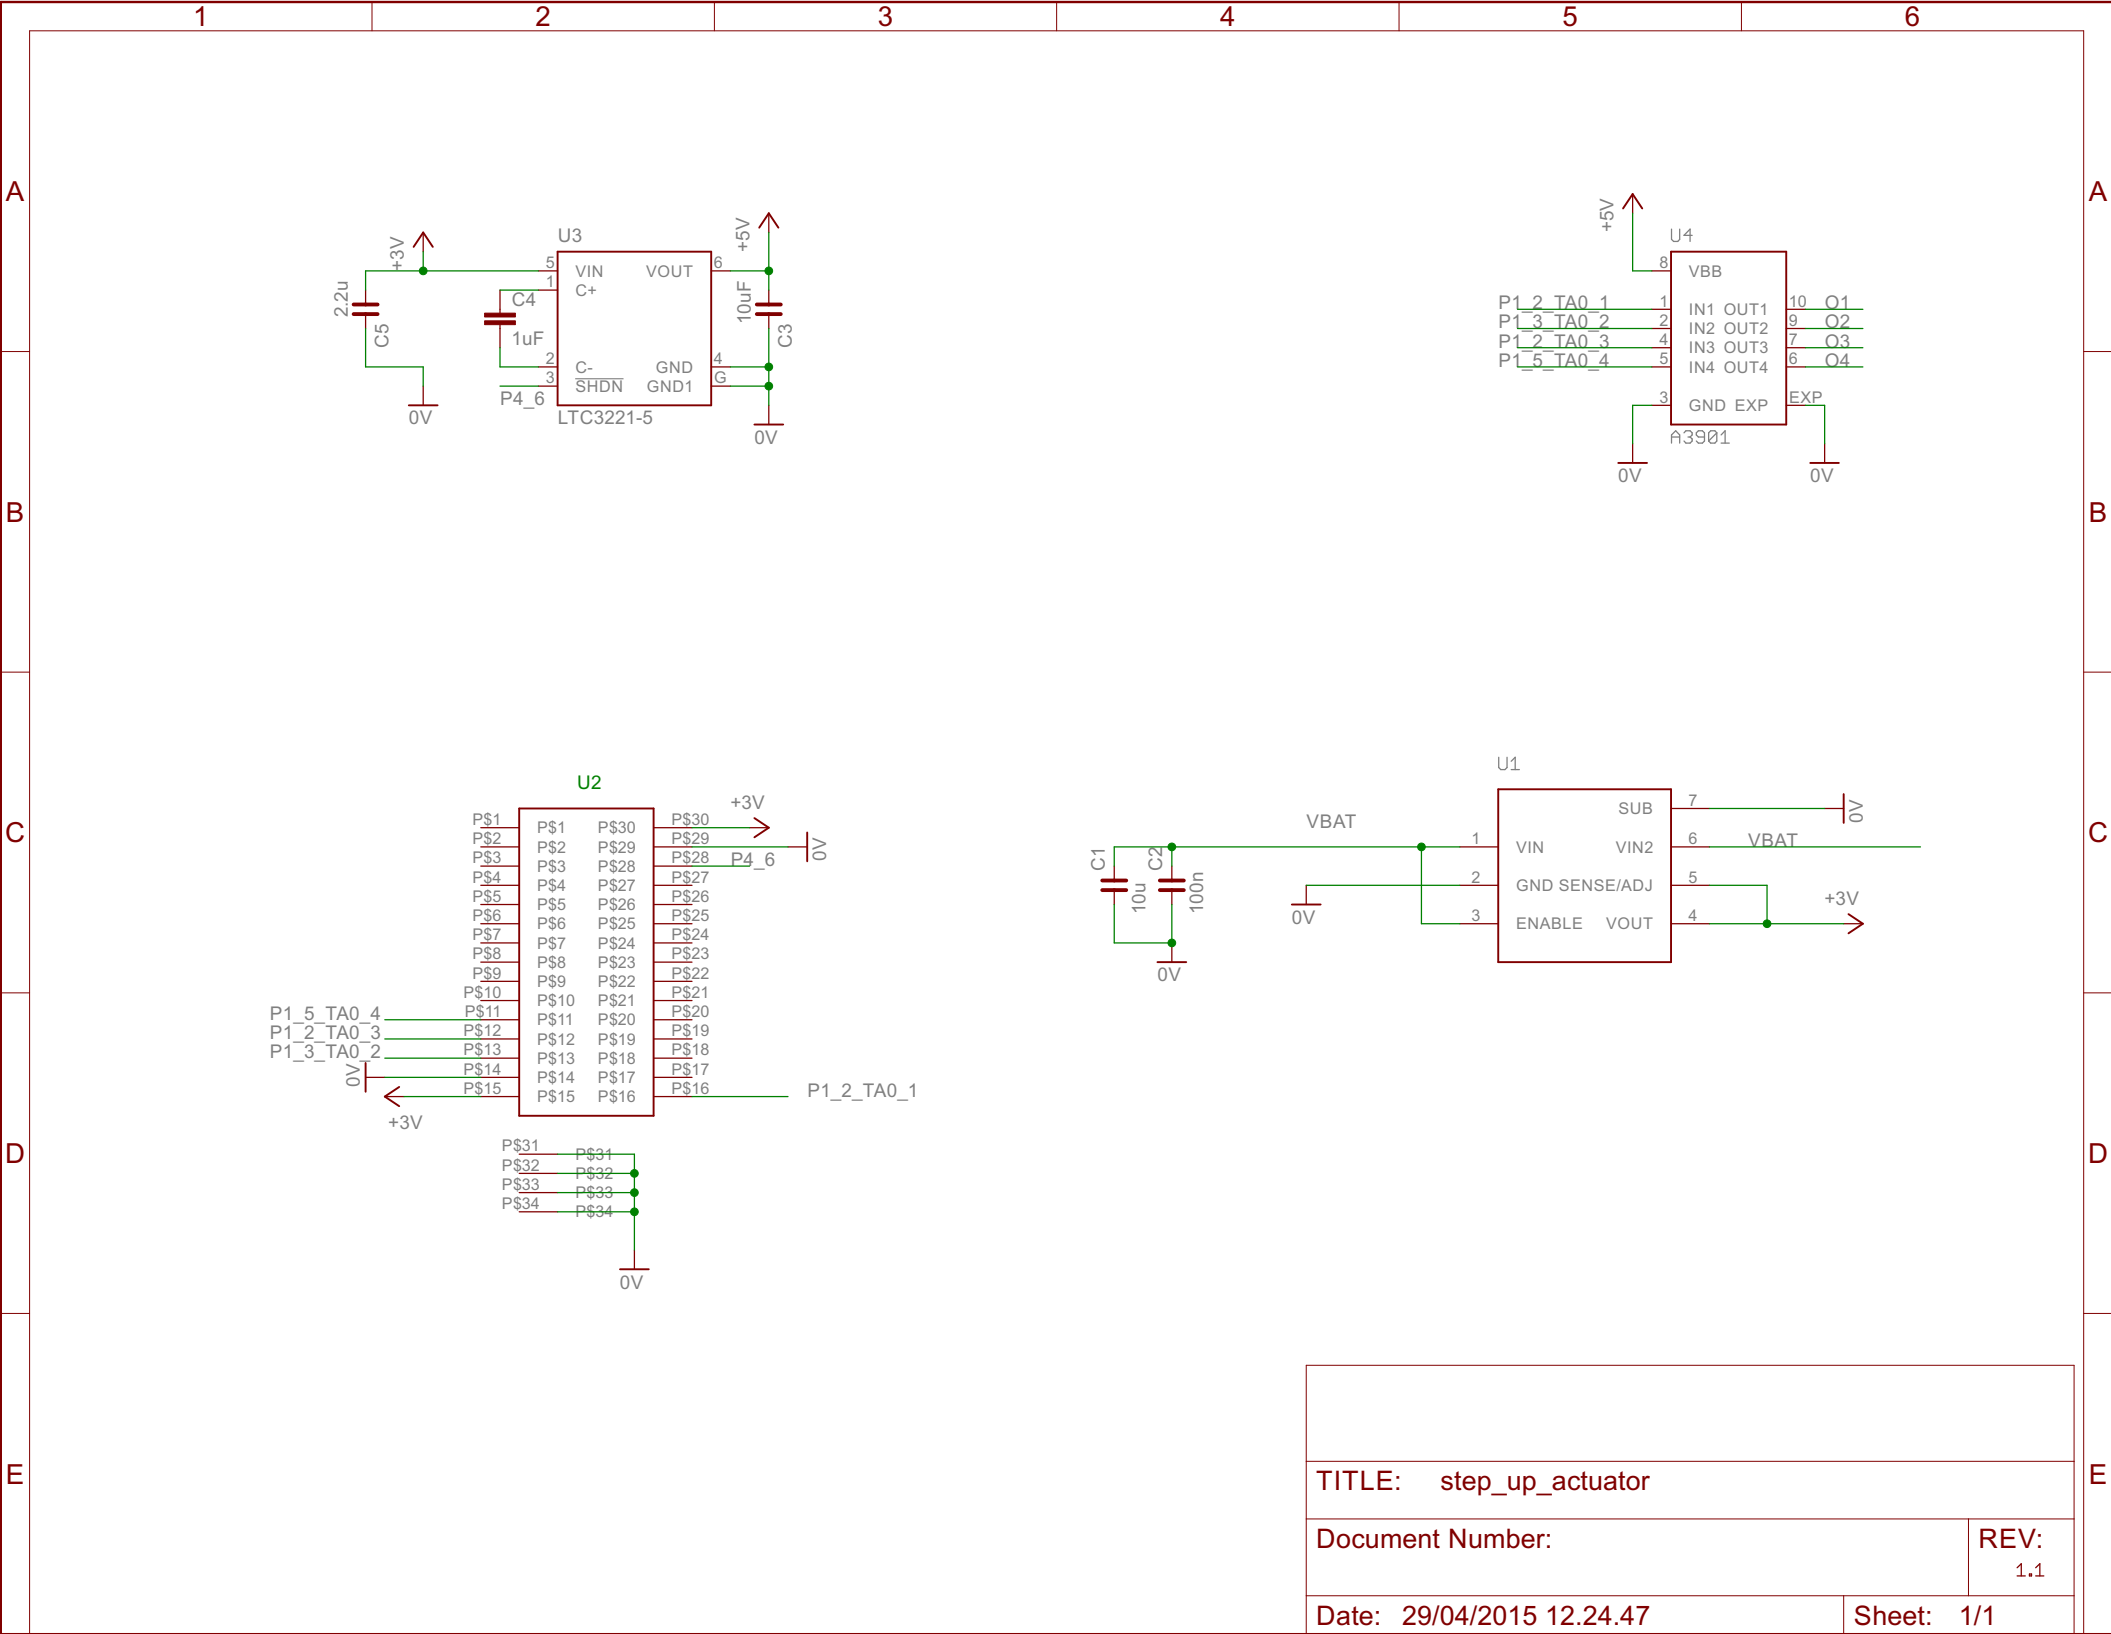 1 2 3 4 5 6
A A
B B
C C
D D
E E
+3V
2.2u
C5
0V
U3
5 VIN VOUT 6
1 C+
C4
1uF
2 C- GND 4
3 SHDN GND1 G
P4_6
LTC3221-5
+5V
10uF
C3
0V
+5V
U4
8 VBB
P1_2_TA0_1 1 IN1 OUT1 10 O1
P1_3_TA0_2 2 IN2 OUT2 9 O2
P1_2_TA0_3 4 IN3 OUT3 7 O3
P1_5_TA0_4 5 IN4 OUT4 6 O4
3 GND EXP EXP
A3901
0V 0V
U2
+3V
P$1 P$1 P$30 P$30
P$2 P$2 P$29 P$29 0V
P$3 P$3 P$28 P$28 P4_6
P$4 P$4 P$27 P$27
P$5 P$5 P$26 P$26
P$6 P$6 P$25 P$25
P$7 P$7 P$24 P$24
P$8 P$8 P$23 P$23
P$9 P$9 P$22 P$22
P$10 P$10 P$21 P$21
P1_5_TA0_4 P$11 P$11 P$20 P$20
P1_2_TA0_3 P$12 P$12 P$19 P$19
P1_3_TA0_2 P$13 P$13 P$18 P$18
0V P$14 P$14 P$17 P$17
P$15 P$15 P$16 P$16 P1_2_TA0_1
+3V
P$31 P$31
P$32 P$32
P$33 P$33
P$34 P$34
0V
U1
SUB 7 0V
VBAT
1 VIN VIN2 6 VBAT
C1
10u
C2
100n
0V
2 GND SENSE/ADJ 5
0V
3 ENABLE VOUT 4
+3V
TITLE: step_up_actuator
Document Number:
REV:
1.1
Date: 29/04/2015 12.24.47
Sheet: 1/1